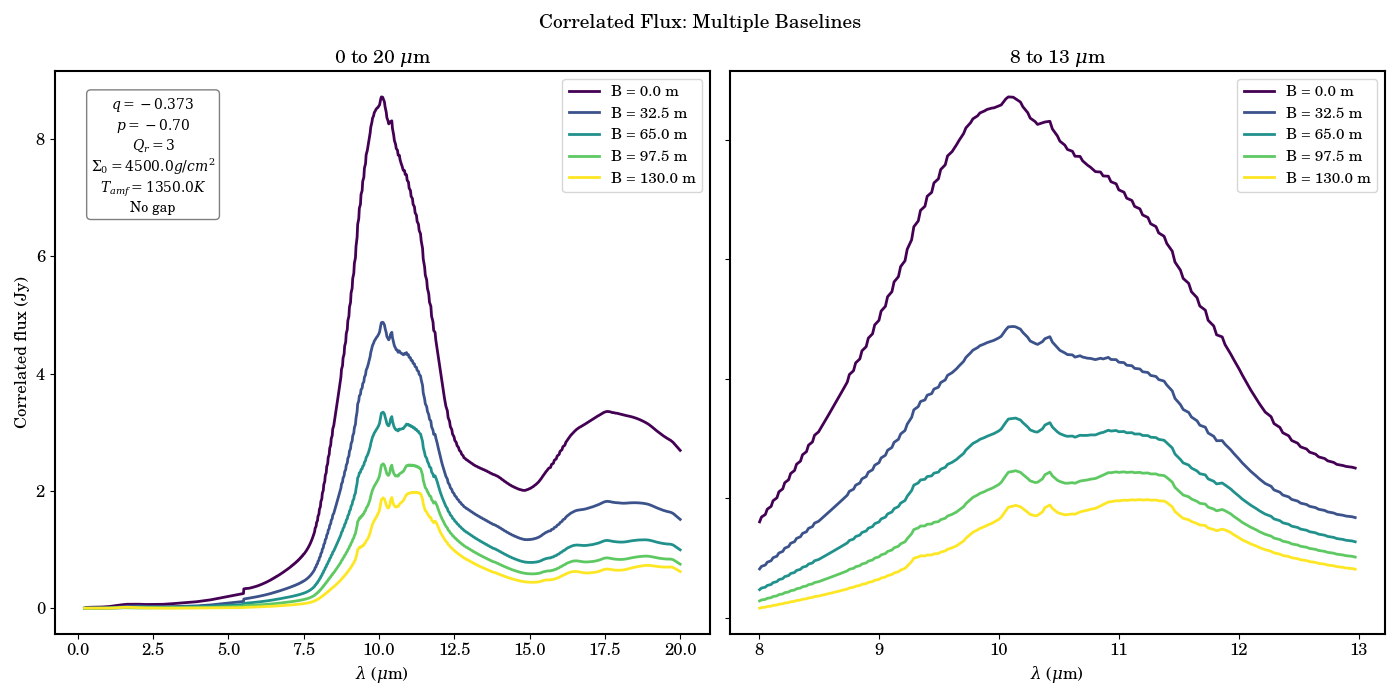 Correlated Flux: Multiple Baselines
0 to 20 μm
q = −0.373
p = −0.70
Q_r = 3
Σ_0 = 4500.0g/cm^2
T_amf = 1350.0K
No gap
B = 0.0 m
B = 32.5 m
B = 65.0 m
B = 97.5 m
B = 130.0 m
Correlated flux (Jy)
8
6
4
2
0
0.0 2.5 5.0 7.5 10.0 12.5 15.0 17.5 20.0
λ (μm)
8 to 13 μm
B = 0.0 m
B = 32.5 m
B = 65.0 m
B = 97.5 m
B = 130.0 m
8 9 10 11 12 13
λ (μm)